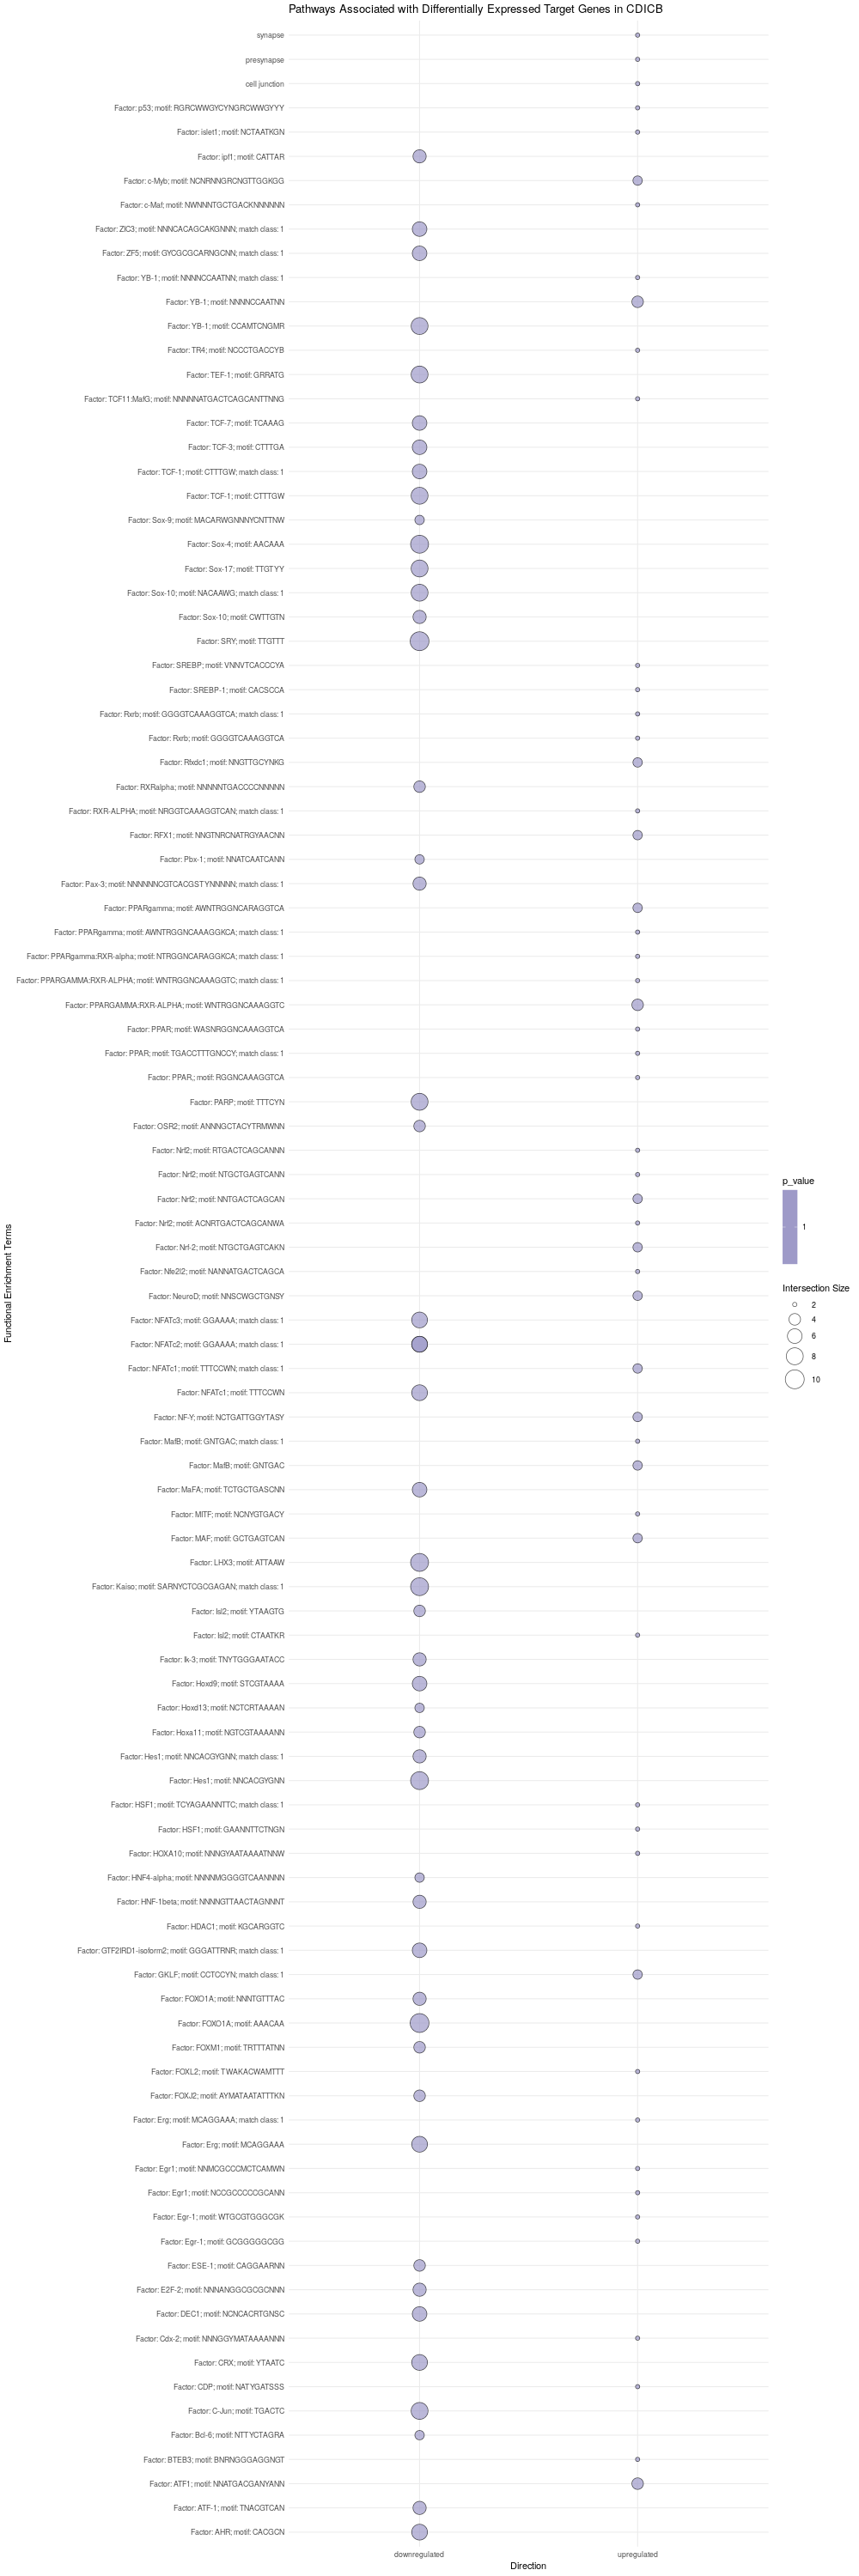 Pathways Associated with Differentially Expressed Target Genes in CDICB
synapse
presynapse
cell junction
Factor: p53; motif: RGRCWWGYCYNGRCWWGYYY
Factor: islet1; motif: NCTAATKGN
Factor: ipf1; motif: CATTAR
Factor: c-Myb; motif: NCNRNNGRCNGTTGGKGG
Factor: c-Maf; motif: NWNNNTGCTGACKNNNNNN
Factor: ZIC3; motif: NNNCACAGCAKGNNN; match class: 1
Factor: ZF5; motif: GYCGCGCARNGCNN; match class: 1
Factor: YB-1; motif: NNNNCCAATNN; match class: 1
Factor: YB-1; motif: NNNNCCAATNN
Factor: YB-1; motif: CCAMTCNGMR
Factor: TR4; motif: NCCCTGACCYB
Factor: TEF-1; motif: GRRATG
Factor: TCF11:MafG; motif: NNNNNATGACTCAGCANTTNNG
Factor: TCF-7; motif: TCAAAG
Factor: TCF-3; motif: CTTTGA
Factor: TCF-1; motif: CTTTGW; match class: 1
Factor: TCF-1; motif: CTTTGW
Factor: Sox-9; motif: MACARWGNNNYCNTTNW
Factor: Sox-4; motif: AACAAA
Factor: Sox-17; motif: TTGTYY
Factor: Sox-10; motif: NACAAWG; match class: 1
Factor: Sox-10; motif: CWTTGTN
Factor: SRY; motif: TTGTTT
Factor: SREBP; motif: VNNVTCACCCYA
Factor: SREBP-1; motif: CACSCCA
Factor: Rxrb; motif: GGGGTCAAAGGTCA; match class: 1
Factor: Rxrb; motif: GGGGTCAAAGGTCA
Factor: Rfxdc1; motif: NNGTTGCYNKG
Factor: RXRalpha; motif: NNNNNTGACCCCNNNNN
Factor: RXR-ALPHA; motif: NRGGTCAAAGGTCAN; match class: 1
Factor: RFX1; motif: NNGTNRCNATRGYAACNN
Factor: Pbx-1; motif: NNATCAATCANN
Factor: Pax-3; motif: NNNNNNCGTCACGSTYNNNNN; match class: 1
Factor: PPARgamma; motif: AWNTRGGNCARAGGTCA
Factor: PPARgamma; motif: AWNTRGGNCAAAGGKCA; match class: 1
Factor: PPARgamma:RXR-alpha; motif: NTRGGNCARAGGKCA; match class: 1
Factor: PPARGAMMA:RXR-ALPHA; motif: WNTRGGNCAAAGGTC; match class: 1
Factor: PPARGAMMA:RXR-ALPHA; motif: WNTRGGNCAAAGGTC
Factor: PPAR; motif: WASNRGGNCAAAGGTCA
Factor: PPAR; motif: TGACCTTTGNCCY; match class: 1
Factor: PPAR,; motif: RGGNCAAAGGTCA
Factor: PARP; motif: TTTCYN
Factor: OSR2; motif: ANNNGCTACYTRMWNN
Factor: Nrf2; motif: RTGACTCAGCANNN
Factor: Nrf2; motif: NTGCTGAGTCANN
Factor: Nrf2; motif: NNTGACTCAGCAN
Factor: Nrf2; motif: ACNRTGACTCAGCANWA
Factor: Nrf-2; motif: NTGCTGAGTCAKN
Factor: Nfe2l2; motif: NANNATGACTCAGCA
Factor: NeuroD; motif: NNSCWGCTGNSY
Factor: NFATc3; motif: GGAAAA; match class: 1
Factor: NFATc2; motif: GGAAAA; match class: 1
Factor: NFATc1; motif: TTTCCWN; match class: 1
Factor: NFATc1; motif: TTTCCWN
Factor: NF-Y; motif: NCTGATTGGYTASY
Factor: MafB; motif: GNTGAC; match class: 1
Factor: MafB; motif: GNTGAC
Factor: MaFA; motif: TCTGCTGASCNN
Factor: MITF; motif: NCNYGTGACY
Factor: MAF; motif: GCTGAGTCAN
Factor: LHX3; motif: ATTAAW
Factor: Kaiso; motif: SARNYCTCGCGAGAN; match class: 1
Factor: Isl2; motif: YTAAGTG
Factor: Isl2; motif: CTAATKR
Factor: Ik-3; motif: TNYTGGGAATACC
Factor: Hoxd9; motif: STCGTAAAA
Factor: Hoxd13; motif: NCTCRTAAAAN
Factor: Hoxa11; motif: NGTCGTAAAANN
Factor: Hes1; motif: NNCACGYGNN; match class: 1
Factor: Hes1; motif: NNCACGYGNN
Factor: HSF1; motif: TCYAGAANNTTC; match class: 1
Factor: HSF1; motif: GAANNTTCTNGN
Factor: HOXA10; motif: NNNGYAATAAAATNNW
Factor: HNF4-alpha; motif: NNNNMGGGGTCAANNNN
Factor: HNF-1beta; motif: NNNNGTTAACTAGNNNT
Factor: HDAC1; motif: KGCARGGTC
Factor: GTF2IRD1-isoform2; motif: GGGATTRNR; match class: 1
Factor: GKLF; motif: CCTCCYN; match class: 1
Factor: FOXO1A; motif: NNNTGTTTAC
Factor: FOXO1A; motif: AAACAA
Factor: FOXM1; motif: TRTTTATNN
Factor: FOXL2; motif: TWAKACWAMTTT
Factor: FOXJ2; motif: AYMATAATATTTKN
Factor: Erg; motif: MCAGGAAA; match class: 1
Factor: Erg; motif: MCAGGAAA
Factor: Egr1; motif: NNMCGCCCMCTCAMWN
Factor: Egr1; motif: NCCGCCCCCGCANN
Factor: Egr-1; motif: WTGCGTGGGCGK
Factor: Egr-1; motif: GCGGGGGCGG
Factor: ESE-1; motif: CAGGAARNN
Factor: E2F-2; motif: NNNANGGCGCGCNNN
Factor: DEC1; motif: NCNCACRTGNSC
Factor: Cdx-2; motif: NNNGGYMATAAAANNN
Factor: CRX; motif: YTAATC
Factor: CDP; motif: NATYGATSSS
Factor: C-Jun; motif: TGACTC
Factor: Bcl-6; motif: NTTYCTAGRA
Factor: BTEB3; motif: BNRNGGGAGGNGT
Factor: ATF1; motif: NNATGACGANYANN
Factor: ATF-1; motif: TNACGTCAN
Factor: AHR; motif: CACGCN
downregulated
upregulated
Direction
Functional Enrichment Terms
p_value
1
Intersection Size
2
4
6
8
10